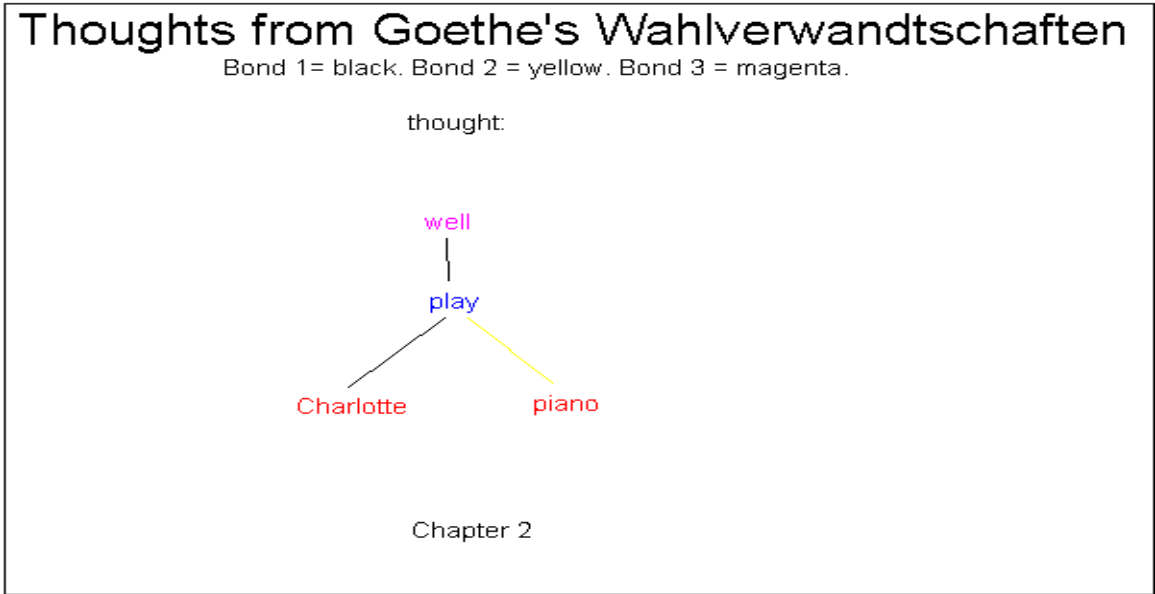 Thoughts from Goethe's Wahlverwandtschaften
Bond 1= black. Bond 2 = yellow. Bond 3 = magenta.
thought:
well
play
Charlotte piano
Chapter 2